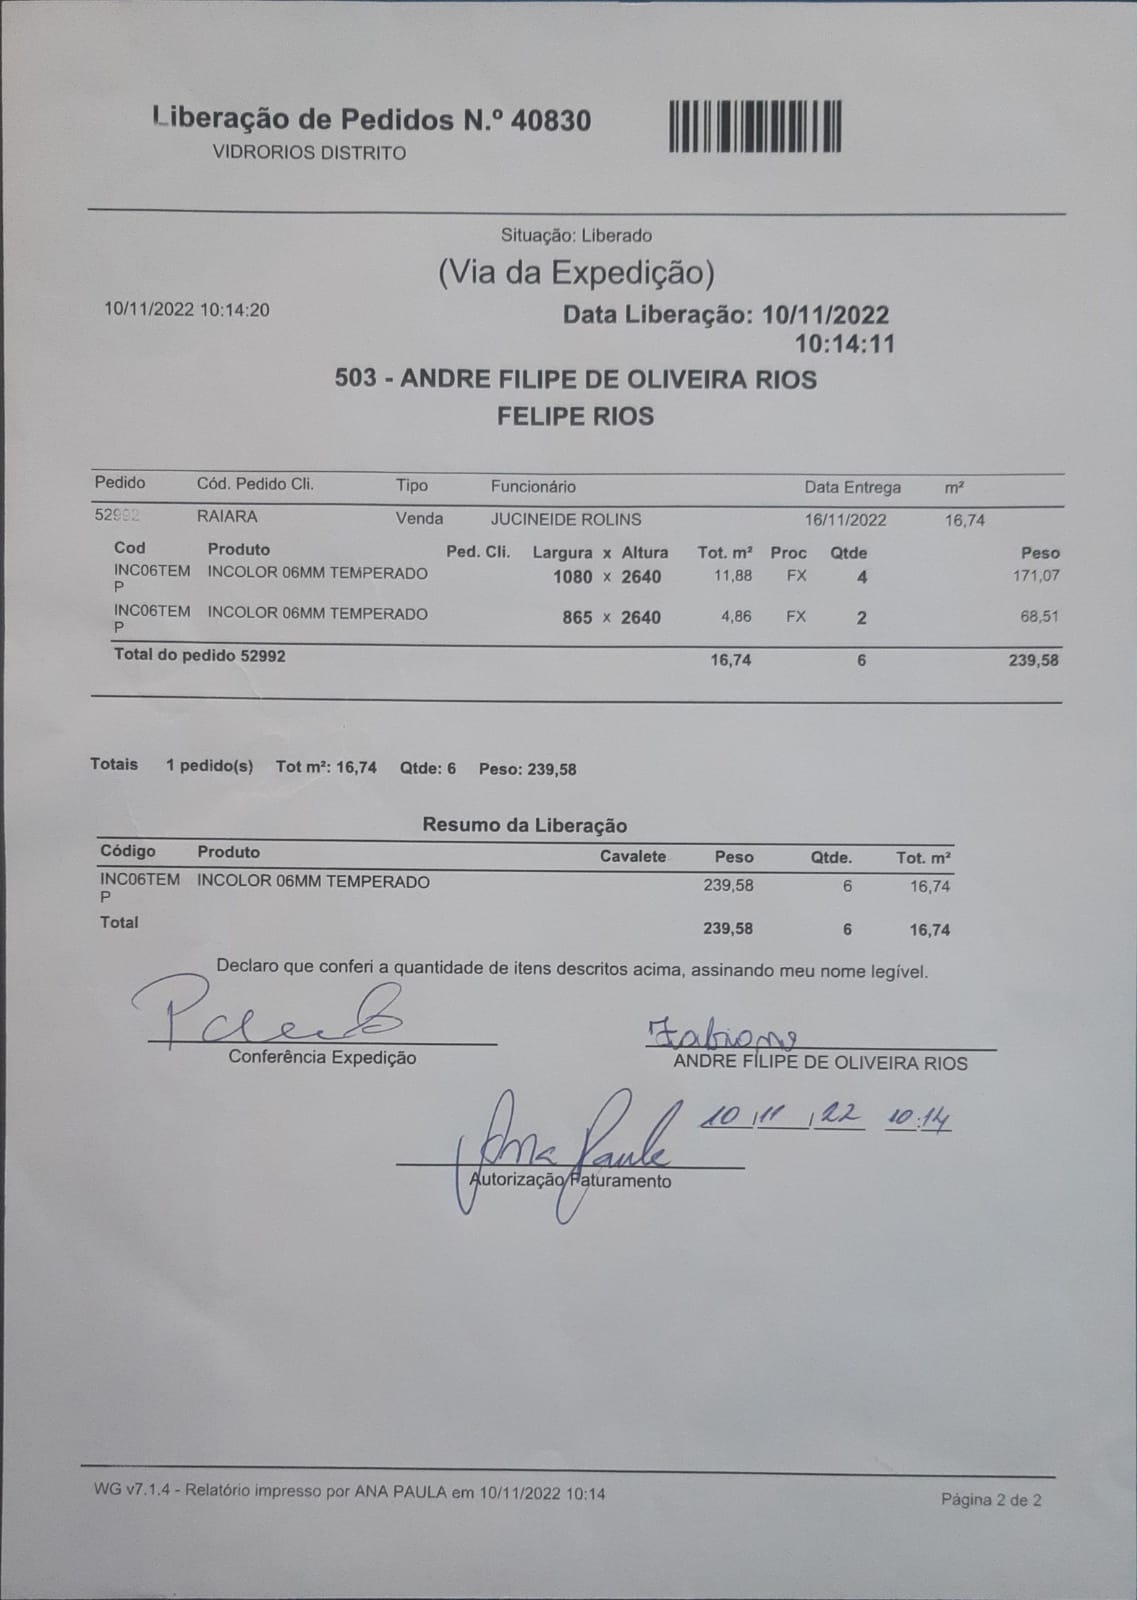 Liberação de Pedidos N.º 40830
VIDRORIOS DISTRITO
Situação: Liberado
(Via da Expedição)
10/11/2022 10:14:20
Data Liberação: 10/11/2022
10:14:11
503 - ANDRE FILIPE DE OLIVEIRA RIOS
FELIPE RIOS
Pedido Cód. Pedido Cli. Tipo Funcionário Data Entrega m²
52992 RAIARA Venda JUCINEIDE ROLINS 16/11/2022 16,74
Cod Produto Ped. Cli. Largura x Altura Tot. m² Proc Qtde Peso
INC06TEM INCOLOR 06MM TEMPERADO 1080 x 2640 11,88 FX 4 171,07
P
INC06TEM INCOLOR 06MM TEMPERADO 865 x 2640 4,86 FX 2 68,51
P
Total do pedido 52992 16,74 6 239,58
Totais 1 pedido(s) Tot m²: 16,74 Qtde: 6 Peso: 239,58
Resumo da Liberação
Código Produto Cavalete Peso Qtde. Tot. m²
INC06TEM INCOLOR 06MM TEMPERADO 239,58 6 16,74
P
Total 239,58 6 16,74
Declaro que conferi a quantidade de itens descritos acima, assinando meu nome legível.
Conferência Expedição
ANDRE FILIPE DE OLIVEIRA RIOS
10/11/22 10:14
Ana Paula
Autorização Faturamento
WG v7.1.4 - Relatório impresso por ANA PAULA em 10/11/2022 10:14
Página 2 de 2